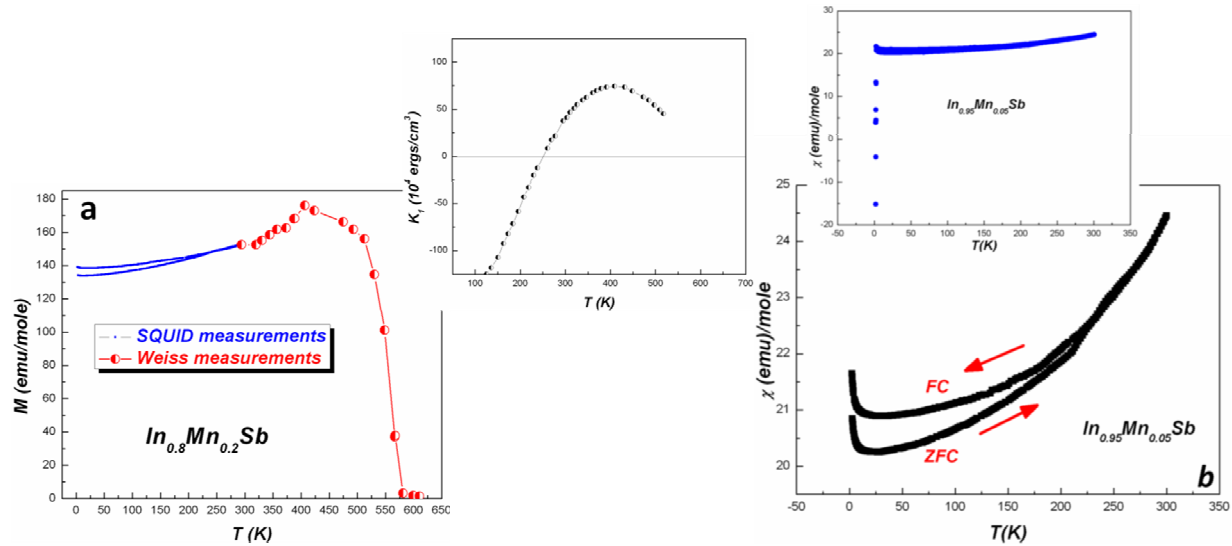 a
M (emu/mole)
180
160
140
120
100
80
60
40
20
0
SQUID measurements
Weiss measurements
In0.8Mn0.2Sb
0 50 100 150 200 250 300 350 400 450 500 550 600 650
T (K)
K1 (10^4 ergs/cm^3)
100
50
0
-50
-100
100 200 300 400 500 600 700
T (K)
χ (emu)/mole
30
20
10
0
-10
-20
In0.95Mn0.05Sb
-50 0 50 100 150 200 250 300 350
T(K)
χ (emu)/mole
25
24
23
22
21
20
FC
ZFC
In0.95Mn0.05Sb
b
-50 0 50 100 150 200 250 300 350
T(K)